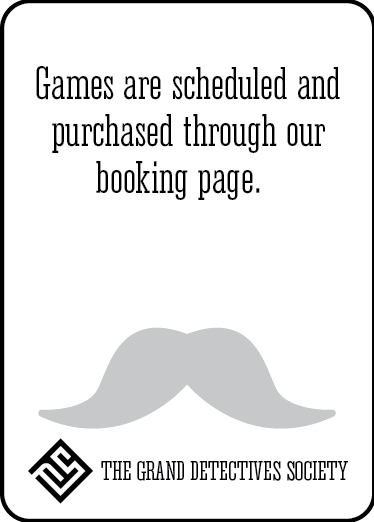 Games are scheduled and
purchased through our
booking page.
THE GRAND DETECTIVES SOCIETY